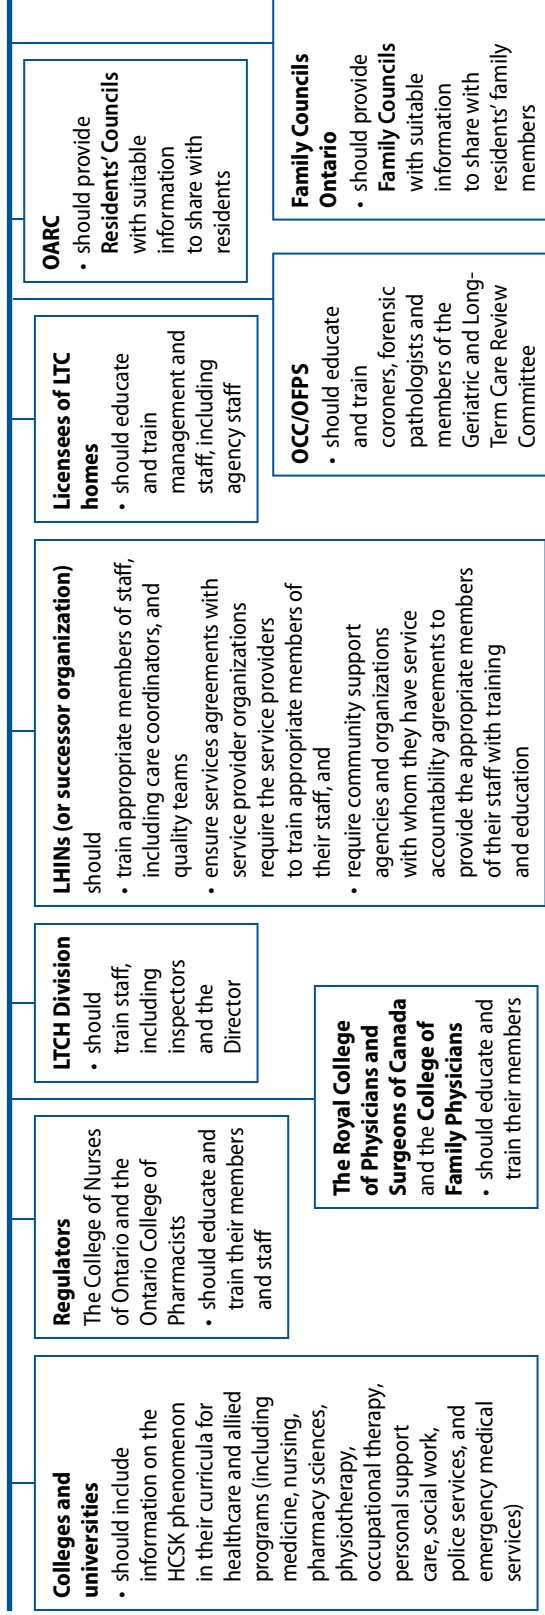 Colleges and
universities
• should include
information on the
HCSK phenomenon
in their curricula for
healthcare and allied
programs (including
medicine, nursing,
pharmacy sciences,
physiotherapy,
occupational therapy,
personal support
care, social work,
police services, and
emergency medical
services)
Regulators
The College of Nurses
of Ontario and the
Ontario College of
Pharmacists
• should educate and
train their members
and staff
The Royal College
of Physicians and
Surgeons of Canada
and the College of
Family Physicians
• should educate and
train their members
LTCH Division
• should
train staff,
including
inspectors
and the
Director
LHINs (or successor organization)
should
• train appropriate members of staff,
including care coordinators, and
quality teams
• ensure services agreements with
service provider organizations
require the service providers
to train appropriate members of
their staff, and
• require community support
agencies and organizations
with whom they have service
accountability agreements to
provide the appropriate members
of their staff with training
and education
Licensees of LTC
homes
• should educate
and train
management and
staff, including
agency staff
OCC/OFPS
• should educate
and train
coroners, forensic
pathologists and
members of the
Geriatric and Long-
Term Care Review
Committee
OARC
• should provide
Residents' Councils
with suitable
information
to share with
residents
Family Councils
Ontario
• should provide
Family Councils
with suitable
information
to share with
residents' family
members